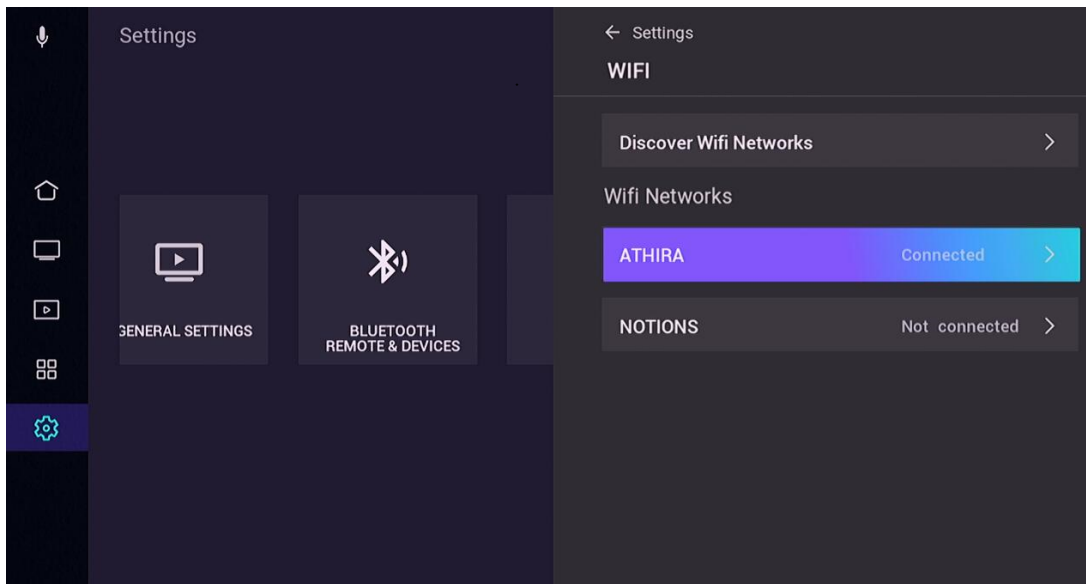 Settings
GENERAL SETTINGS
BLUETOOTH
REMOTE & DEVICES
Settings
WIFI
Discover Wifi Networks
Wifi Networks
ATHIRA Connected
NOTIONS Not connected